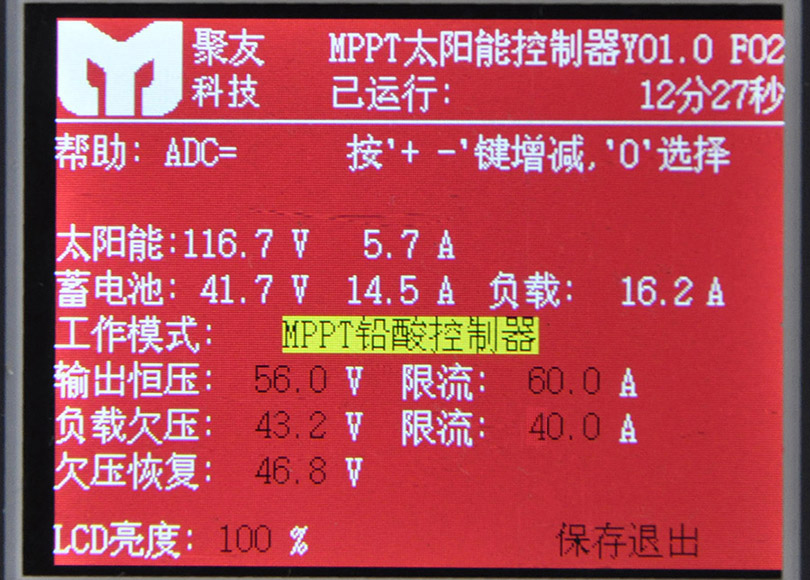 聚友 MPPT太阳能控制器V01.0 F02
科技 已运行: 12分27秒
帮助: ADC= 按'+ -'键增减,'O'选择
太阳能:116.7 V 5.7 A
蓄电池: 41.7 V 14.5 A 负载: 16.2 A
工作模式: MPPT铅酸控制器
输出恒压: 56.0 V 限流: 60.0 A
负载欠压: 43.2 V 限流: 40.0 A
欠压恢复: 46.8 V
LCD亮度: 100 % 保存退出